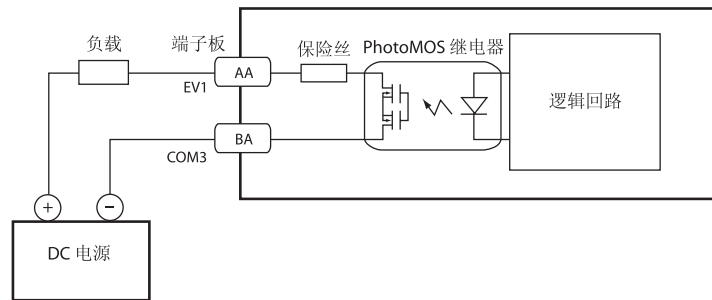 负载
端子板
保险丝
PhotoMOS 继电器
AA
EV1
逻辑回路
BA
COM3
+
−
DC 电源